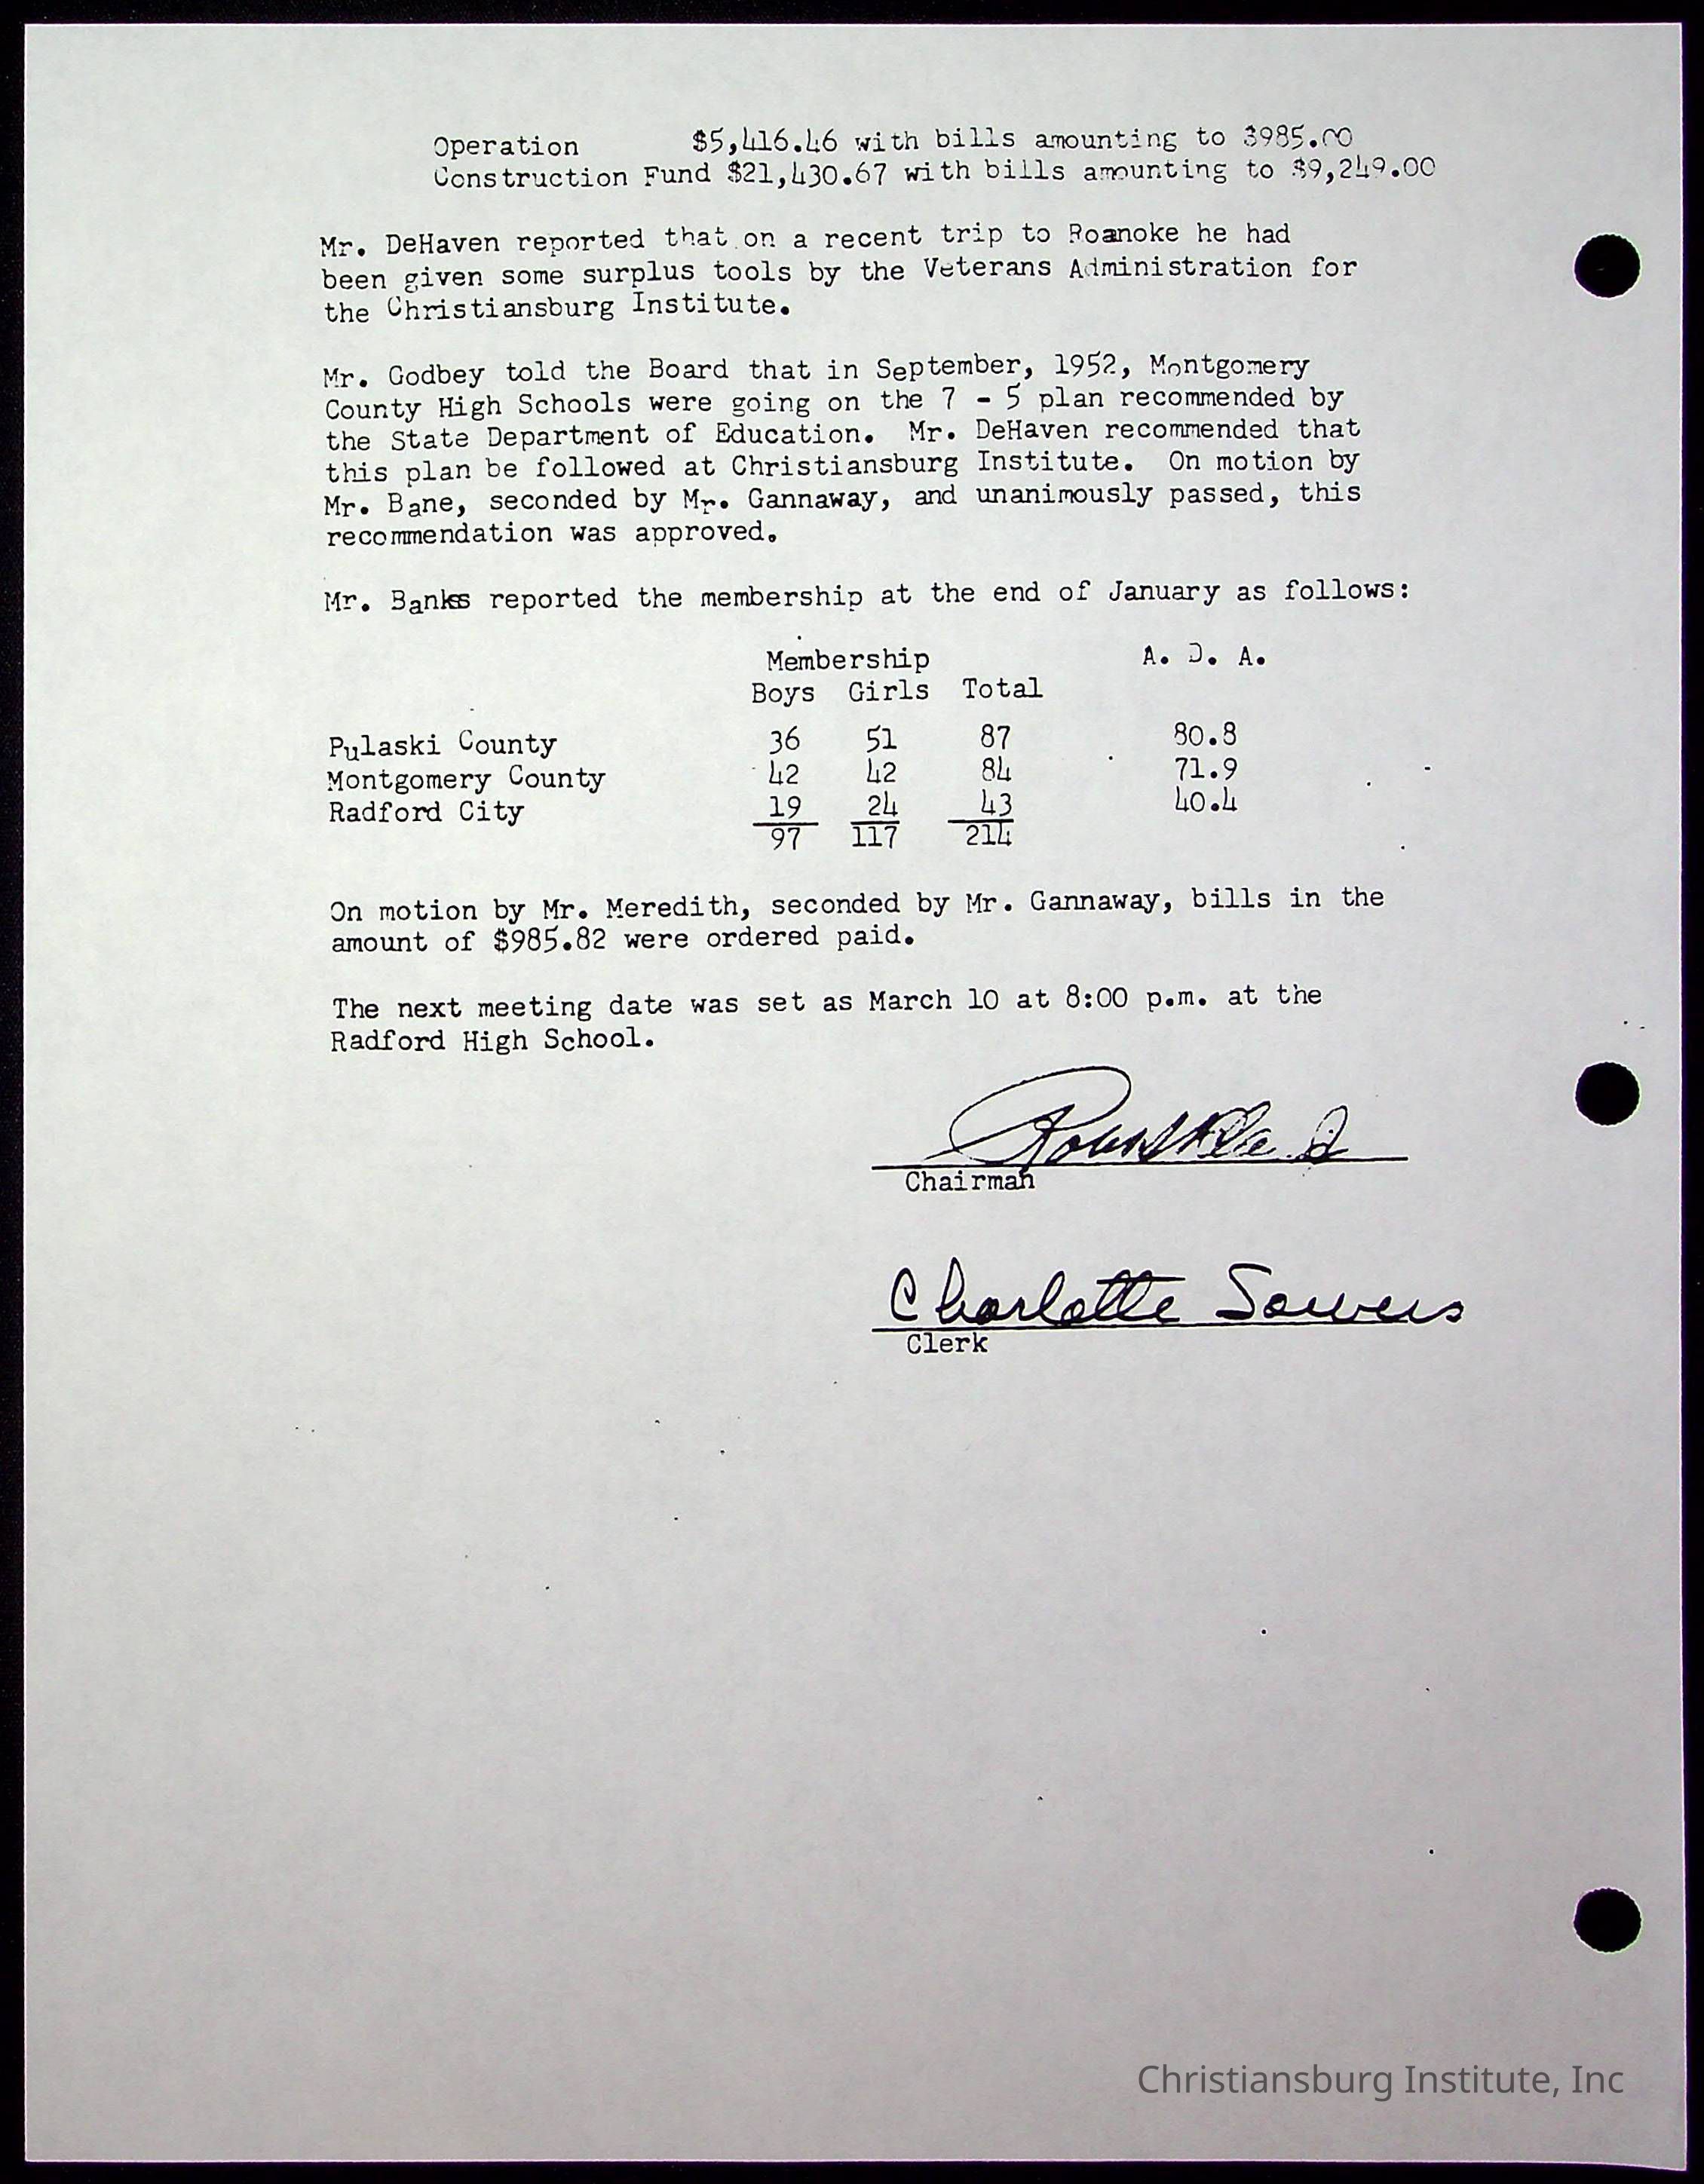 Operation $5,416.46 with bills amounting to $985.00
Construction Fund $21,430.67 with bills amounting to $9,249.00
Mr. DeHaven reported that on a recent trip to Roanoke he had
been given some surplus tools by the Veterans Administration for
the Christiansburg Institute.
Mr. Godbey told the Board that in September, 1952, Montgomery
County High Schools were going on the 7 - 5 plan recommended by
the State Department of Education. Mr. DeHaven recommended that
this plan be followed at Christiansburg Institute. On motion by
Mr. Bane, seconded by Mr. Gannaway, and unanimously passed, this
recommendation was approved.
Mr. Banks reported the membership at the end of January as follows:
Membership A. D. A.
Boys Girls Total
Pulaski County 36 51 87 80.8
Montgomery County 42 42 84 71.9
Radford City 19 24 43 40.4
97 117 214
On motion by Mr. Meredith, seconded by Mr. Gannaway, bills in the
amount of $985.82 were ordered paid.
The next meeting date was set as March 10 at 8:00 p.m. at the
Radford High School.
Chairman
Charlotte Sowers
Clerk
Christiansburg Institute, Inc